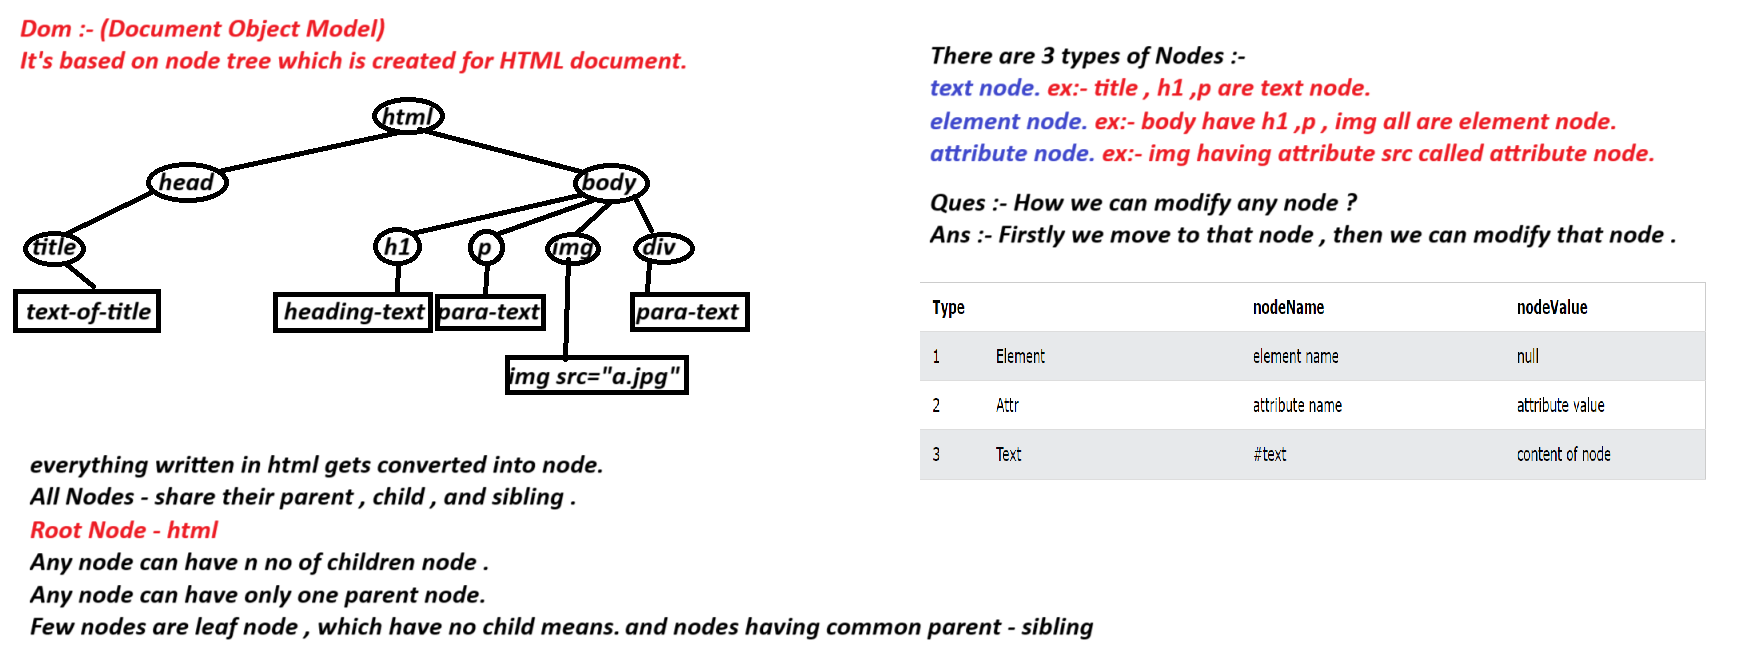 Dom :- (Document Object Model)
It's based on node tree which is created for HTML document.
html
head
body
title
h1
p
img
div
text-of-title
heading-text
para-text
para-text
img src="a.jpg"
everything written in html gets converted into node.
All Nodes - share their parent , child , and sibling .
Root Node - html
Any node can have n no of children node .
Any node can have only one parent node.
Few nodes are leaf node , which have no child means. and nodes having common parent - sibling
There are 3 types of Nodes :-
text node. ex:- title , h1 ,p are text node.
element node. ex:- body have h1 ,p , img all are element node.
attribute node. ex:- img having attribute src called attribute node.
Ques :- How we can modify any node ?
Ans :- Firstly we move to that node , then we can modify that node .
Type nodeName nodeValue
1 Element element name null
2 Attr attribute name attribute value
3 Text #text content of node